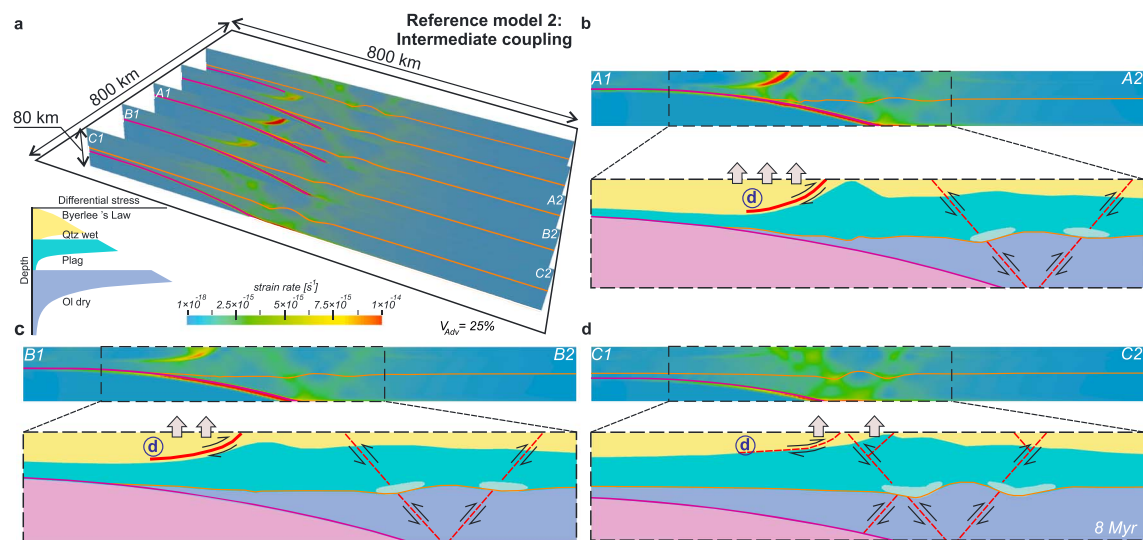 a
Reference model 2:
Intermediate coupling
800 km
800 km
80 km
A1
B1
C1
A2
B2
C2
Differential stress
Byerlee 's Law
Qtz wet
Plag
Ol dry
Depth
strain rate [s⁻¹]
1×10⁻¹⁸ 2.5×10⁻¹⁵ 5×10⁻¹⁵ 7.5×10⁻¹⁵ 1×10⁻¹⁴
V_Adv = 25%
b
A1 A2
d
c
B1 B2
d
d
C1 C2
d
8 Myr